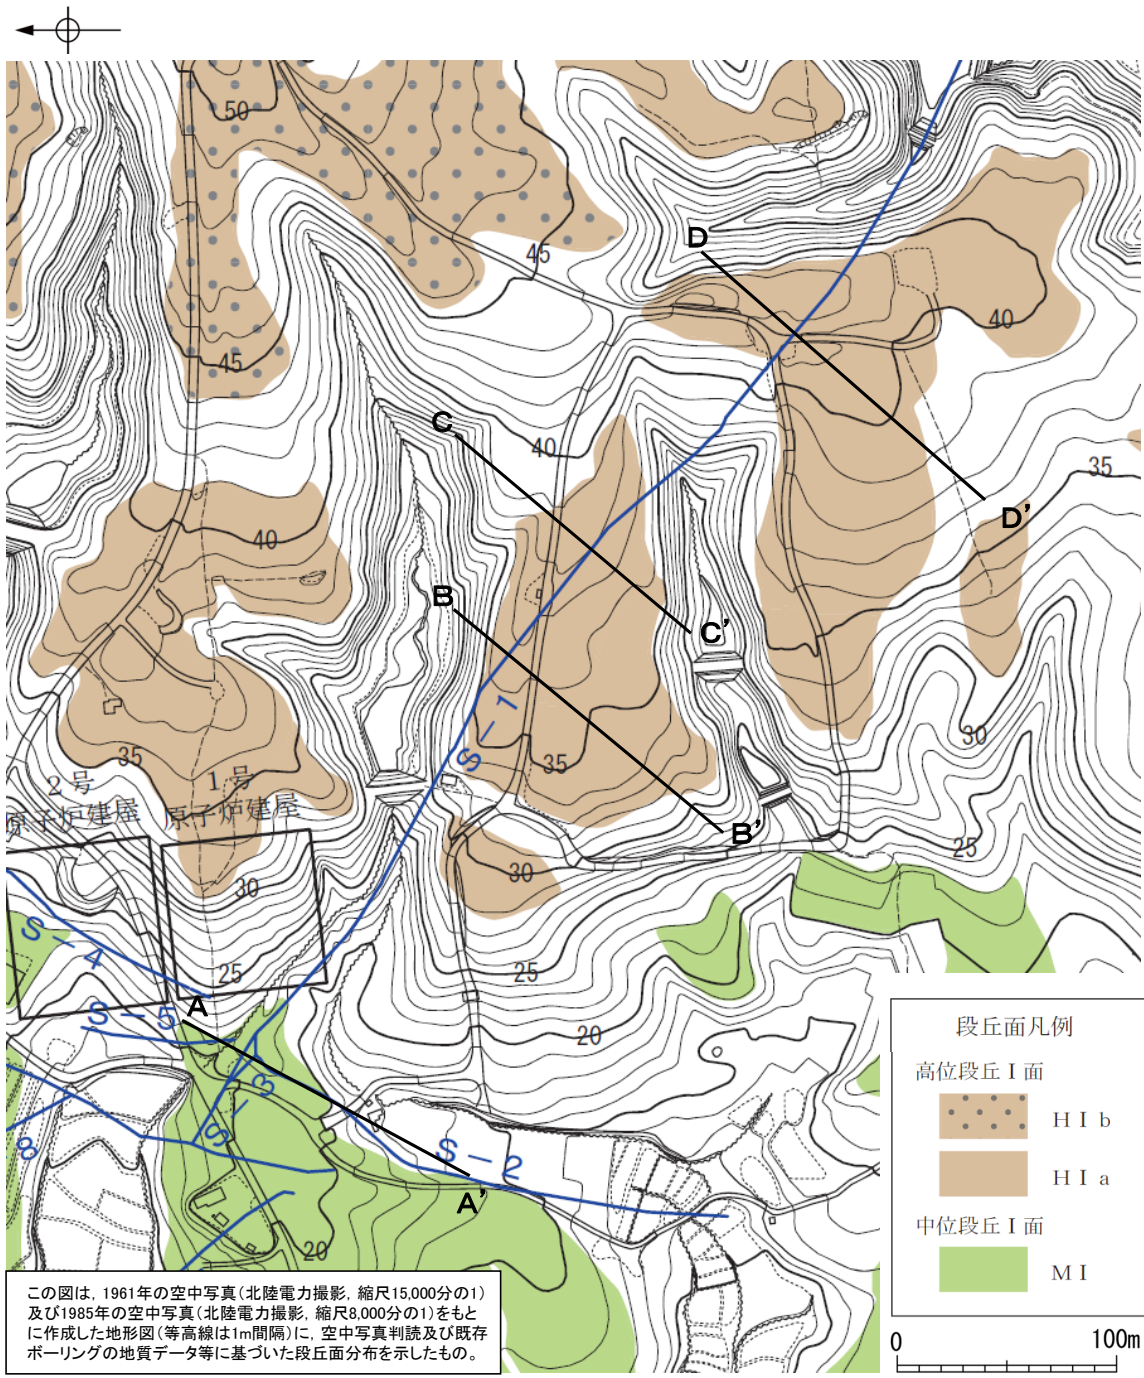 50
45
45
D
40
C
40
35
40
D'
B
C'
S-1
30
35
35
2号
原子炉建屋
1号
原子炉建屋
B'
25
30
30
S-4
25
25
A
S-5
20
S-3
8
S-2
A'
20
段丘面凡例
高位段丘Ⅰ面
HⅠb
HⅠa
中位段丘Ⅰ面
MⅠ
この図は, 1961年の空中写真(北陸電力撮影, 縮尺15,000分の1)
及び1985年の空中写真(北陸電力撮影, 縮尺8,000分の1)をもと
に作成した地形図(等高線は1m間隔)に, 空中写真判読及び既存
ボーリングの地質データ等に基づいた段丘面分布を示したもの。
0
100m